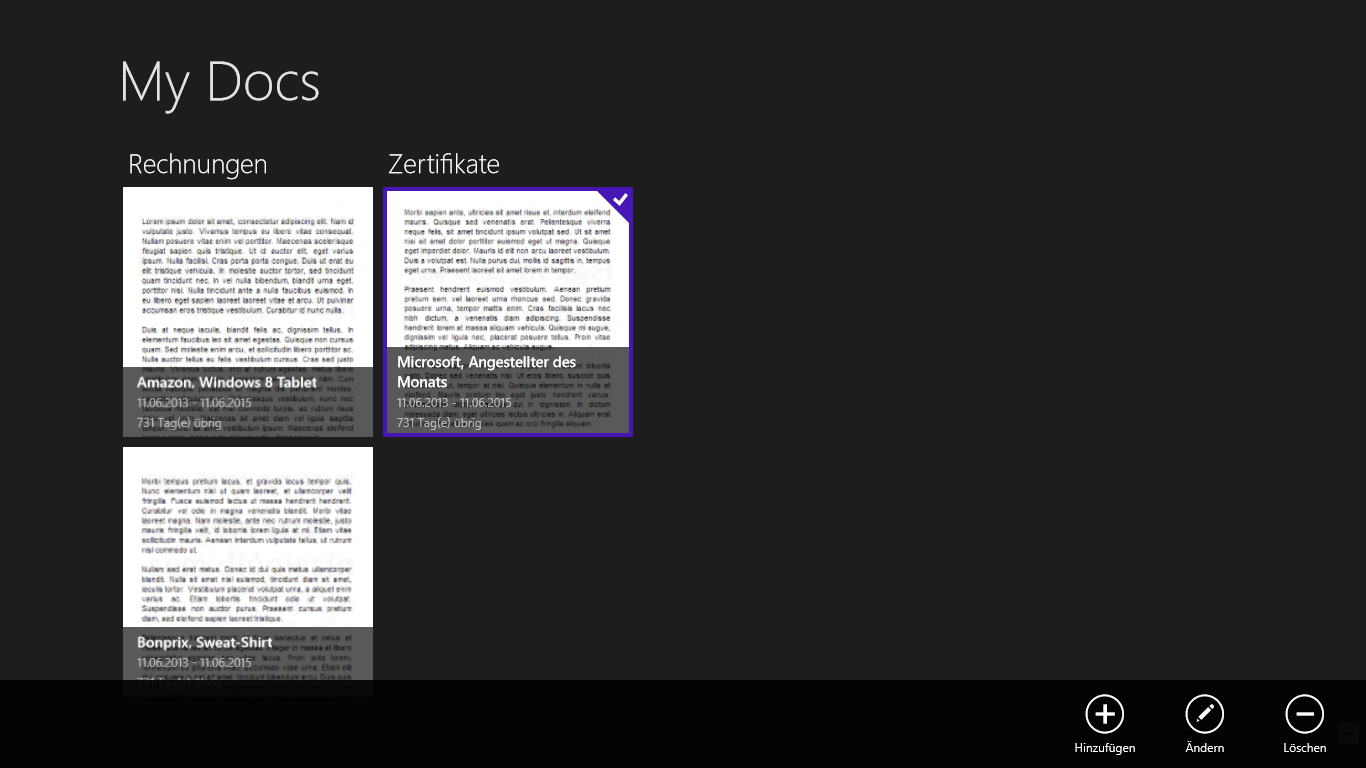 My Docs
Rechnungen
Lorem ipsum dolor sit amet, consectetur adipiscing elit. Nam id
vulputate justo. Vivamus tempus eu libero vitae consequat.
Nullam posuere vitae enim vel porttitor. Maecenas scelerisque
feugiat sapien quis tristique. Ut id auctor elit, eget varius
ipsum. Nulla facilisi. Cras porta porta congue. Duis ut erat eu
elit tristique vehicula. In molestie auctor tortor, sed tincidunt
quam tincidunt nec. In vel nulla bibendum, blandit urna eget,
porttitor nisi. Nulla tincidunt ante a nulla faucibus euismod. In
eu libero eget sapien laoreet laoreet vitae et arcu. Ut pulvinar
accumsan eros tristique vestibulum. Curabitur id nunc nulla.
Duis at neque iaculis, blandit felis ac, dignissim tellus. In
elementum faucibus leo sit amet egestas. Quisque non cursus
quam. Sed molestie enim arcu, et sollicitudin libero porttitor ac.
Nulla auctor tellus eu felis vestibulum cursus. Cras sed justo
Amazon, Windows 8 Tablet
11.06.2013 - 11.06.2015
731 Tag(e) übrig
Morbi tempus pretium lacus, et gravida lacus tempor quis.
Nunc elementum nisl ut quam laoreet, et ullamcorper velit
fringilla. Fusce euismod lectus ut massa hendrerit hendrerit.
Curabitur vel odio in magna venenatis blandit. Morbi vitae
laoreet magna. Nam molestie, ante nec rutrum molestie, justo
mauris fringilla velit, id lobortis lorem ligula at mi. Etiam vitae
sollicitudin mauris. Aenean interdum vulputate tellus, ut rutrum
nisl commodo ut.
Nullam sed erat metus. Donec id dui quis metus ullamcorper
blandit. Nulla sit amet nisl euismod, tincidunt diam sit amet,
iaculis tortor. Vestibulum placerat volutpat urna, a aliquet enim
varius ac. Etiam lobortis tincidunt odio ut volutpat.
Suspendisse non auctor purus. Praesent cursus pretium
diam, sed eleifend sapien laoreet tristique.
Bonprix, Sweat-Shirt
11.06.2013 - 11.06.2015
731 Tag(e) übrig
Zertifikate
Morbi sapien ante, ultricies sit amet risus et, interdum eleifend
mauris. Quisque sed venenatis erat. Pellentesque viverra
neque felis, sit amet tincidunt ipsum volutpat sed. Ut sit amet
nisi sit amet dolor porttitor euismod eget ut magna. Quisque
eget imperdiet dolor. Mauris id elit non arcu laoreet vestibulum.
Duis a volutpat est. Nulla purus dui, mollis id sagittis in, tempus
eget urna. Praesent laoreet sit amet lorem in tempor.
Praesent hendrerit euismod vestibulum. Aenean pretium
pretium sem, vel laoreet urna rhoncus sed. Donec gravida
posuere urna, tempor mattis enim. Cras facilisis lacus nec
nibh dictum, a venenatis diam adipiscing. Suspendisse
hendrerit lorem at massa aliquam vehicula. Quisque mi augue,
dignissim vel ligula nec, placerat posuere tellus. Proin vitae
adipiscing metus. Aliquam ac efficitur augue.
Microsoft, Angestellter des
Monats
11.06.2013 - 11.06.2015
731 Tag(e) übrig
Hinzufügen
Ändern
Löschen